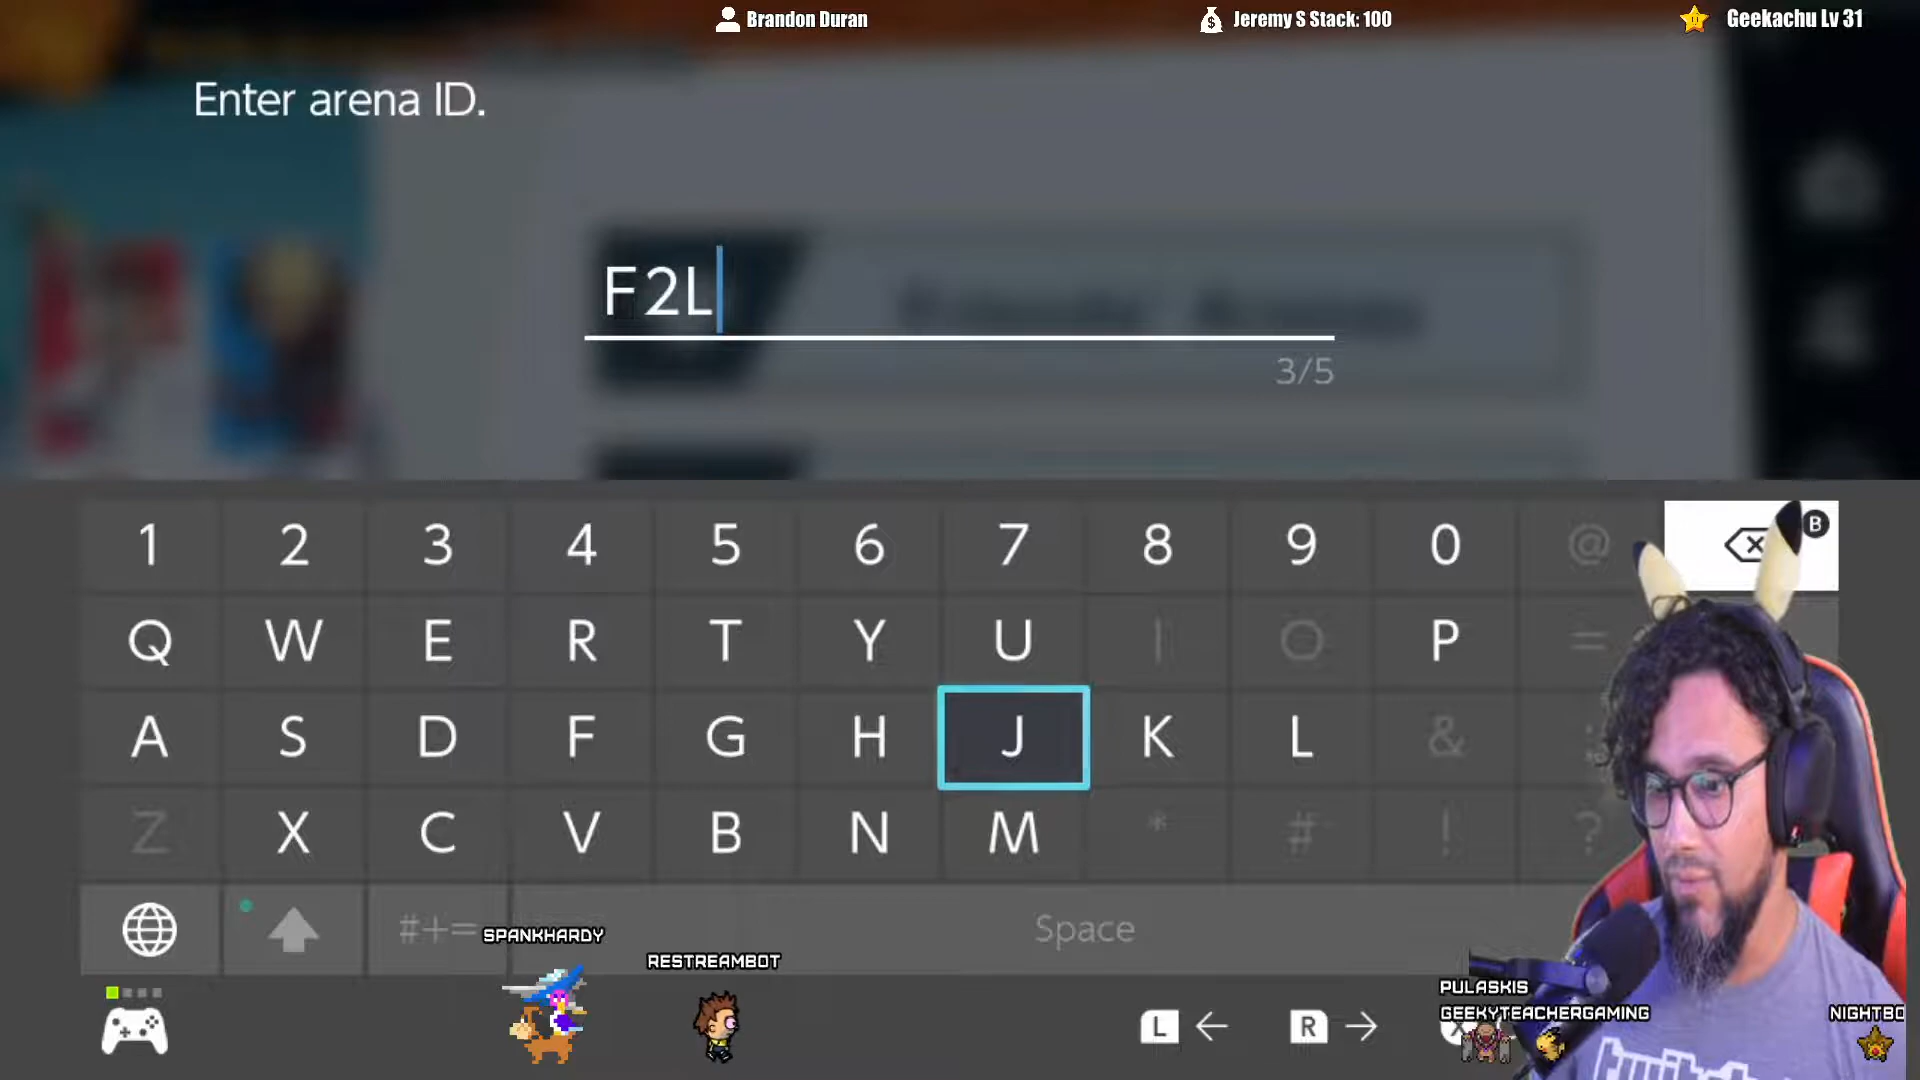 Brandon Duran
Jeremy S Stack: 100
Geekachu Lv 31
Enter arena ID.
F2L
3/5
1 2 3 4 5 6 7 8 9 0 @
B
Q W E R T Y U I O P =
A S D F G H J K L & ;
Z X C V B N M * # ! ?
#+= Space
SPANKHARDY
RESTREAMBOT
PULASKIS
GEEKYTEACHERGAMING
NIGHTBO
L ← R → X
twitch